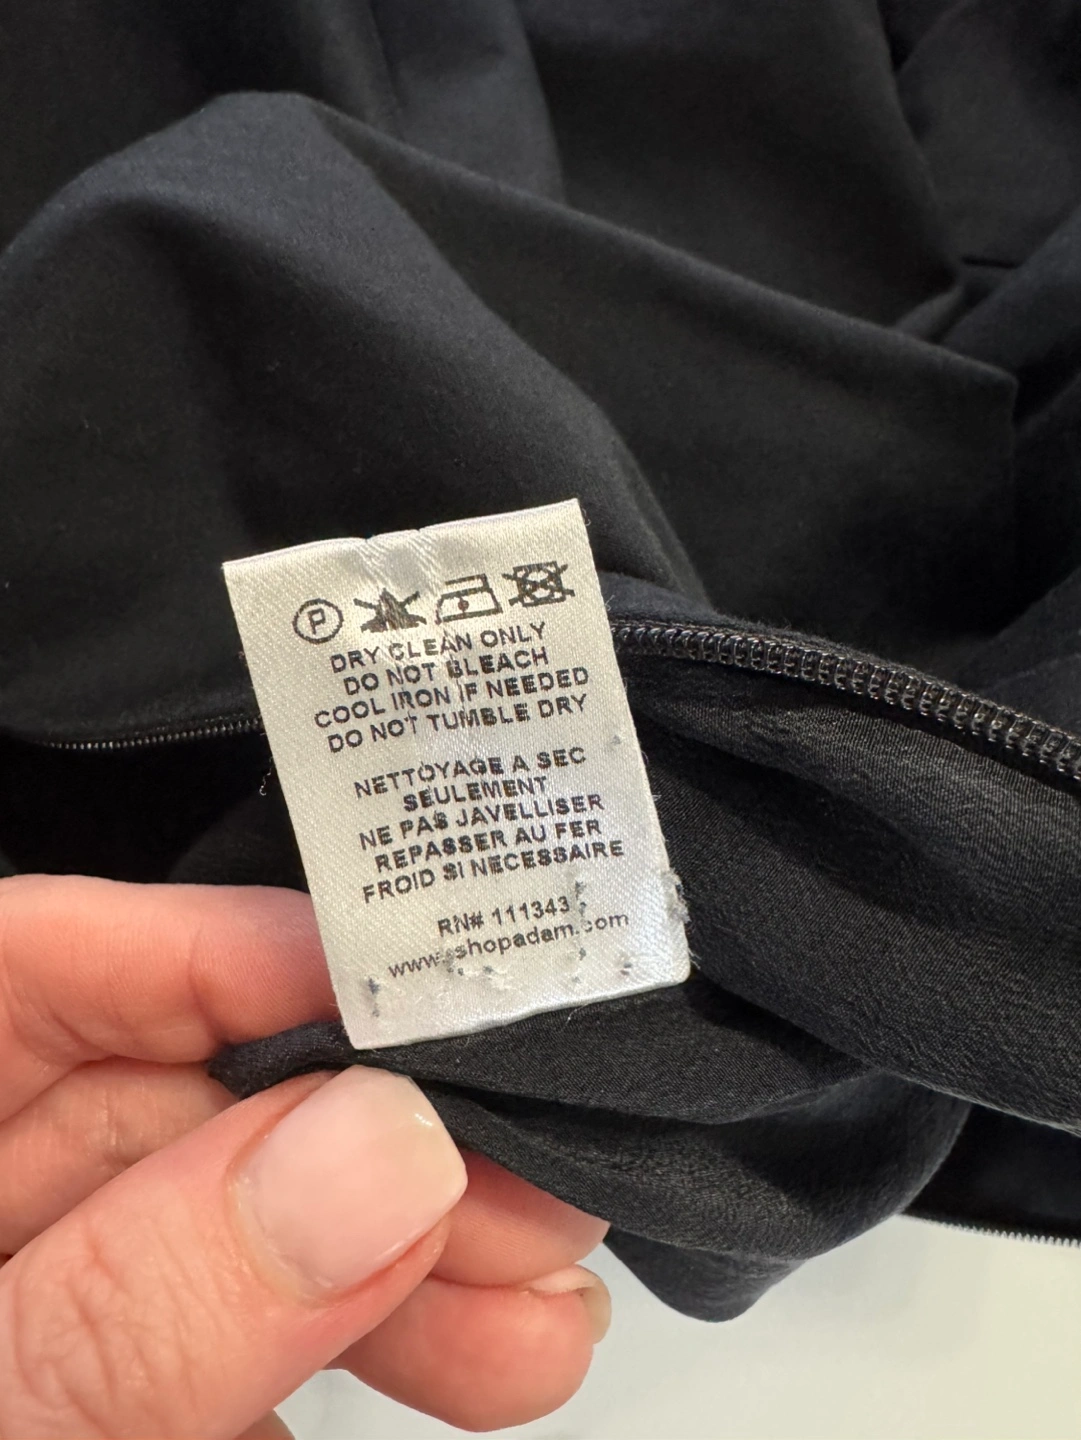 P
DRY CLEAN ONLY
DO NOT BLEACH
COOL IRON IF NEEDED
DO NOT TUMBLE DRY
NETTOYAGE A SEC
SEULEMENT
NE PAS JAVELLISER
REPASSER AU FER
FROID SI NECESSAIRE
RN# 111343
www.shopadam.com